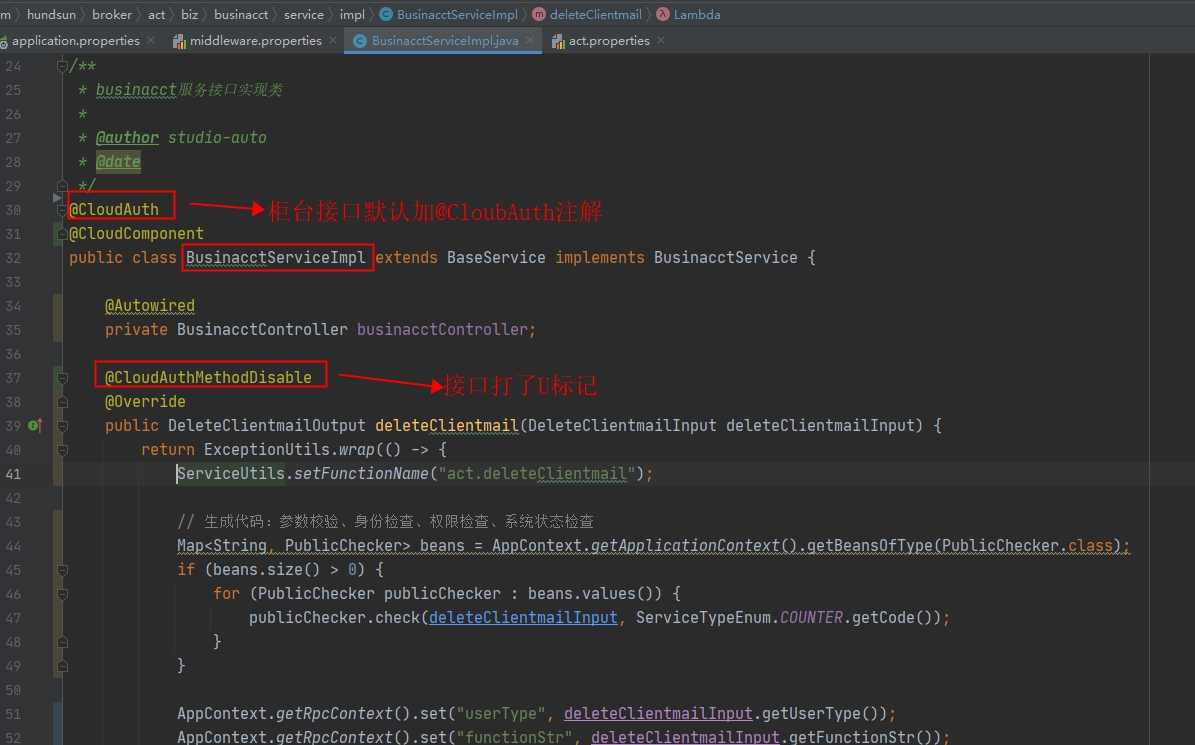 m hundsun broker act biz businacct service impl BusinacctServiceImpl deleteClientmail Lambda
application.properties middleware.properties BusinacctServiceImpl.java act.properties
24 /**
25 * businacct服务接口实现类
26 *
27 * @author studio-auto
28 * @date
29 */
30 @CloudAuth 柜台接口默认加@CloubAuth注解
31 @CloudComponent
32 public class BusinacctServiceImpl extends BaseService implements BusinacctService {
33
34 @Autowired
35 private BusinacctController businacctController;
36
37 @CloudAuthMethodDisable 接口打了U标记
38 @Override
39 public DeleteClientmailOutput deleteClientmail(DeleteClientmailInput deleteClientmailInput) {
40 return ExceptionUtils.wrap(() -> {
41 ServiceUtils.setFunctionName("act.deleteClientmail");
42
43 // 生成代码：参数校验、身份检查、权限检查、系统状态检查
44 Map<String, PublicChecker> beans = AppContext.getApplicationContext().getBeansOfType(PublicChecker.class);
45 if (beans.size() > 0) {
46 for (PublicChecker publicChecker : beans.values()) {
47 publicChecker.check(deleteClientmailInput, ServiceTypeEnum.COUNTER.getCode());
48 }
49 }
50
51 AppContext.getRpcContext().set("userType", deleteClientmailInput.getUserType());
52 AppContext.getRpcContext().set("functionStr", deleteClientmailInput.getFunctionStr());